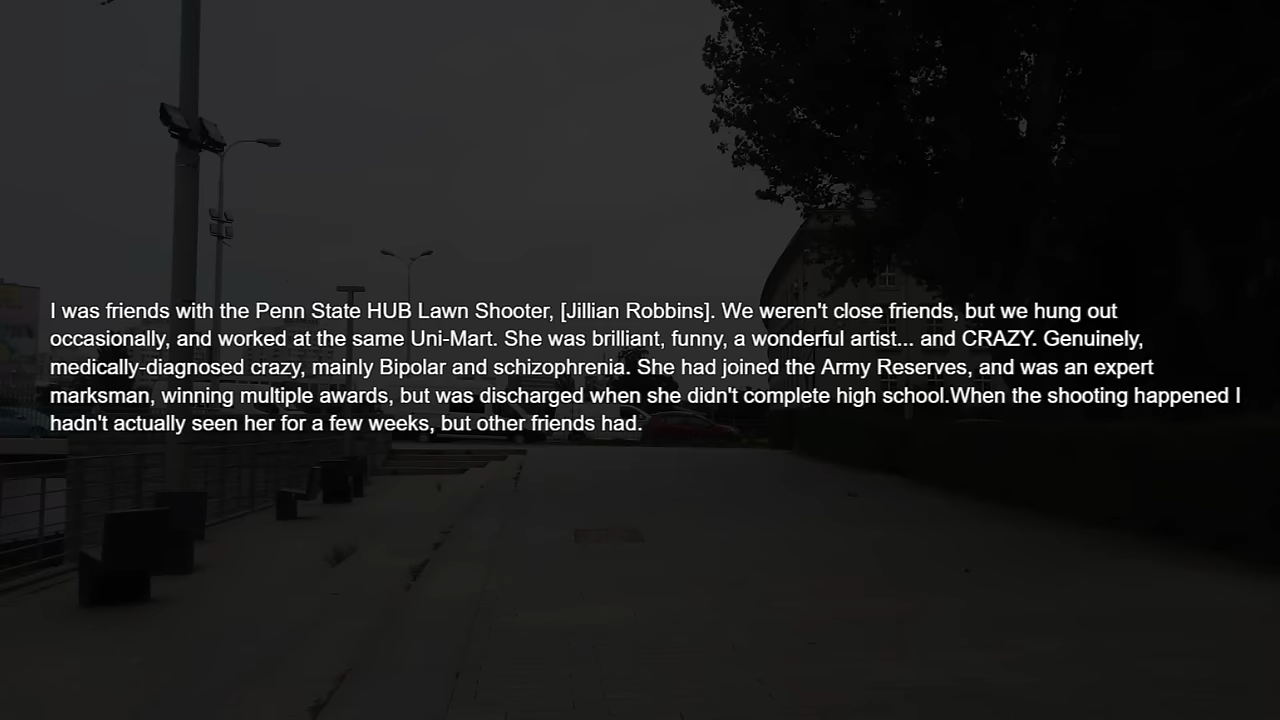 I was friends with the Penn State HUB Lawn Shooter, [Jillian Robbins]. We weren't close friends, but we hung out
occasionally, and worked at the same Uni-Mart. She was brilliant, funny, a wonderful artist... and CRAZY. Genuinely,
medically-diagnosed crazy, mainly Bipolar and schizophrenia. She had joined the Army Reserves, and was an expert
marksman, winning multiple awards, but was discharged when she didn't complete high school.When the shooting happened I
hadn't actually seen her for a few weeks, but other friends had.